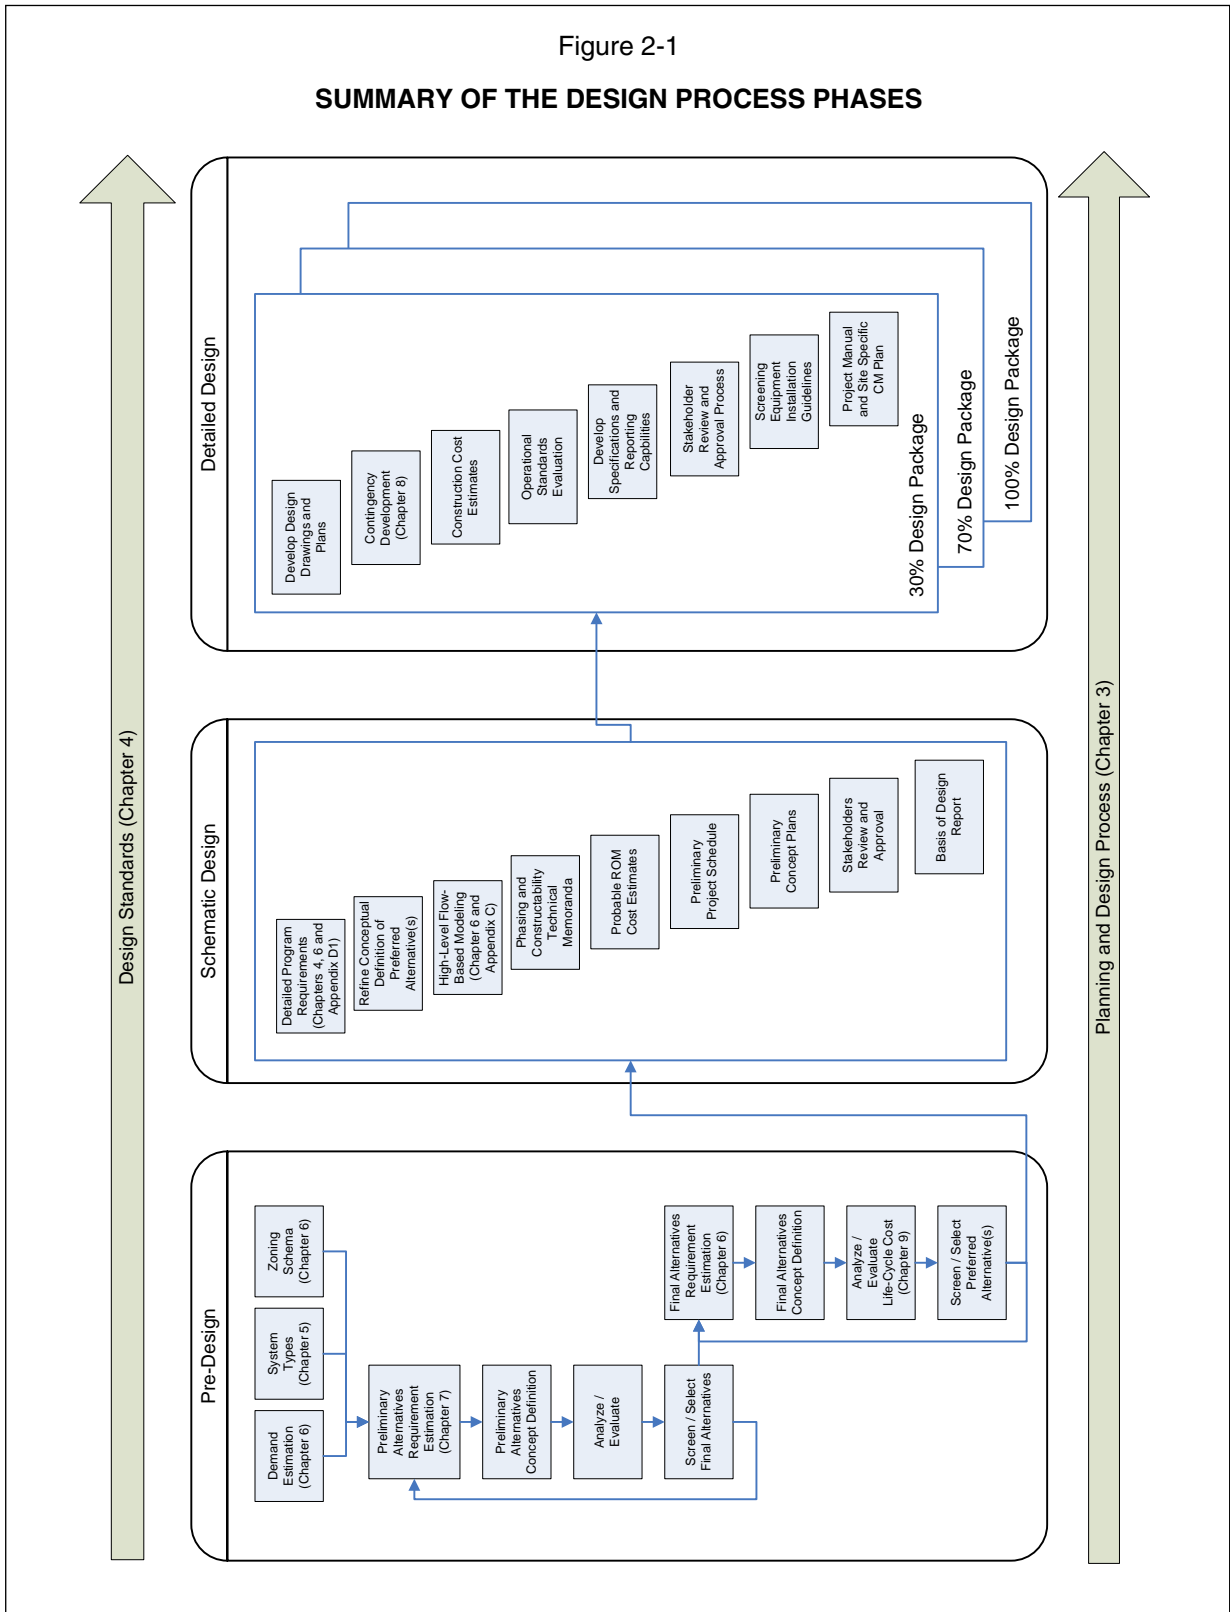 Figure 2-1
SUMMARY OF THE DESIGN PROCESS PHASES
Design Standards (Chapter 4)
Pre-Design
Demand
Estimation
(Chapter 6)
System
Types
(Chapter 5)
Zoning
Schema
(Chapter 6)
Preliminary
Alternatives
Requirement
Estimation
(Chapter 7)
Preliminary
Alternatives
Concept Definition
Analyze /
Evaluate
Screen / Select
Final Alternatives
Final Alternatives
Requirement
Estimation
(Chapter 6)
Final Alternatives
Concept Definition
Analyze /
Evaluate
Life-Cycle Cost
(Chapter 9)
Screen / Select
Preferred
Alternative(s)
Schematic Design
Detailed Program
Requirements
(Chapters 4, 6 and
Appendix D1)
Refine Conceptual
Definition of
Preferred
Alternative(s)
High-Level Flow-
Based Modeling
(Chapter 6 and
Appendix C)
Phasing and
Constructability
Technical
Memoranda
Probable ROM
Cost Estimates
Preliminary
Project Schedule
Preliminary
Concept Plans
Stakeholders
Review and
Approval
Basis of Design
Report
Detailed Design
Develop Design
Drawings and
Plans
Contingency
Development
(Chapter 8)
Construction Cost
Estimates
Operational
Standards
Evaluation
Develop
Specifications and
Reporting
Capbilities
Stakeholder
Review and
Approval Process
Screening
Equipment
Installation
Guidelines
Project Manual
and Site Specific
CM Plan
30% Design Package
70% Design Package
100% Design Package
Planning and Design Process (Chapter 3)